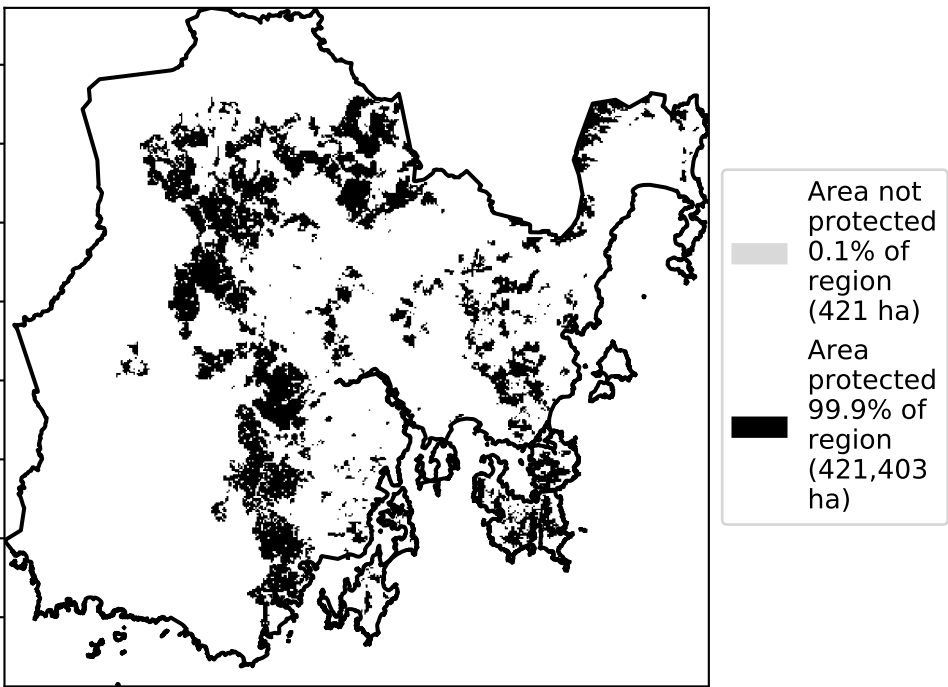 Area not
protected
0.1% of
region
(421 ha)
Area
protected
99.9% of
region
(421,403
ha)